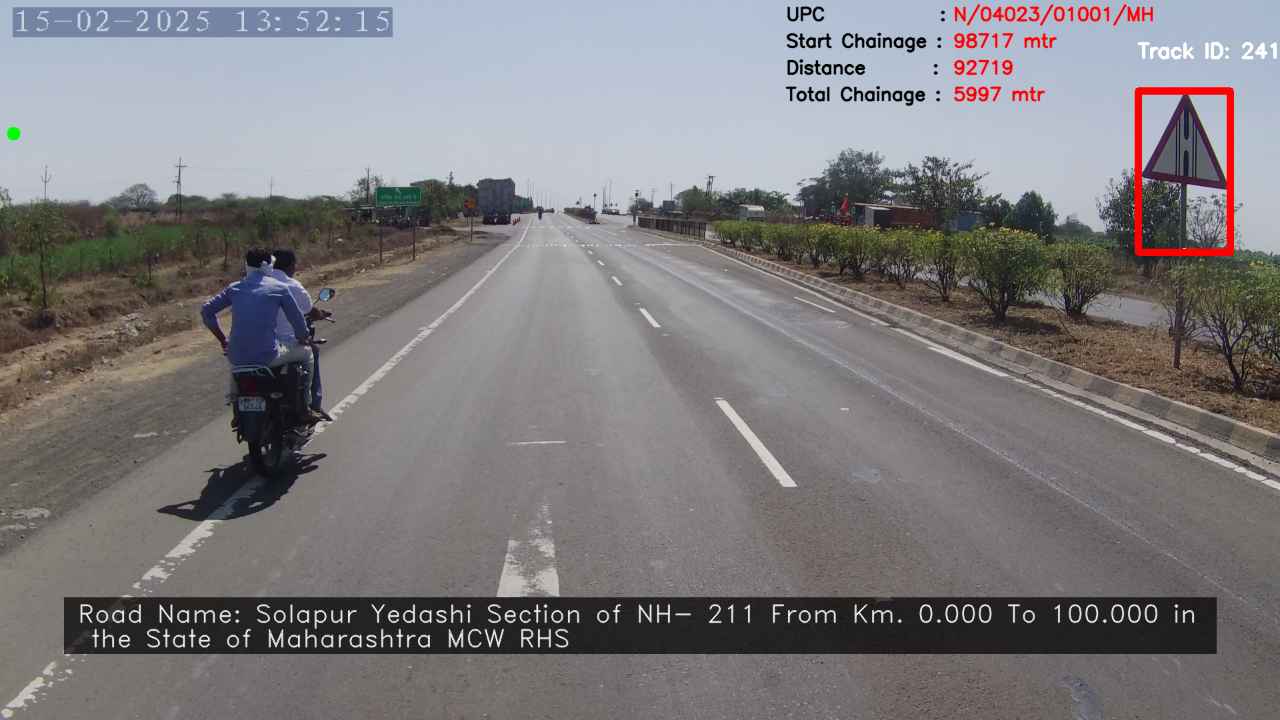 15-02-2025 13:52:15
UPC : N/04023/01001/MH
Start Chainage : 98717 mtr
Track ID: 241
Distance : 92719
Total Chainage : 5997 mtr
Road Name: Solapur Yedashi Section of NH- 211 From Km. 0.000 To 100.000 in
the State of Maharashtra MCW RHS